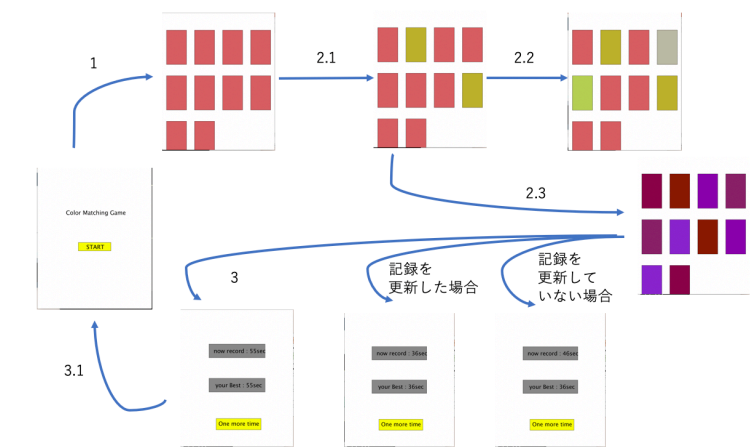 1
2.1
2.2
Color Matching Game
START
2.3
3
記録を
更新した場合
記録を
更新して
いない場合
3.1
now record : 55sec
your Best : 55sec
One more time
now record : 36sec
your Best : 36sec
One more time
now record : 46sec
your Best : 36sec
One more time